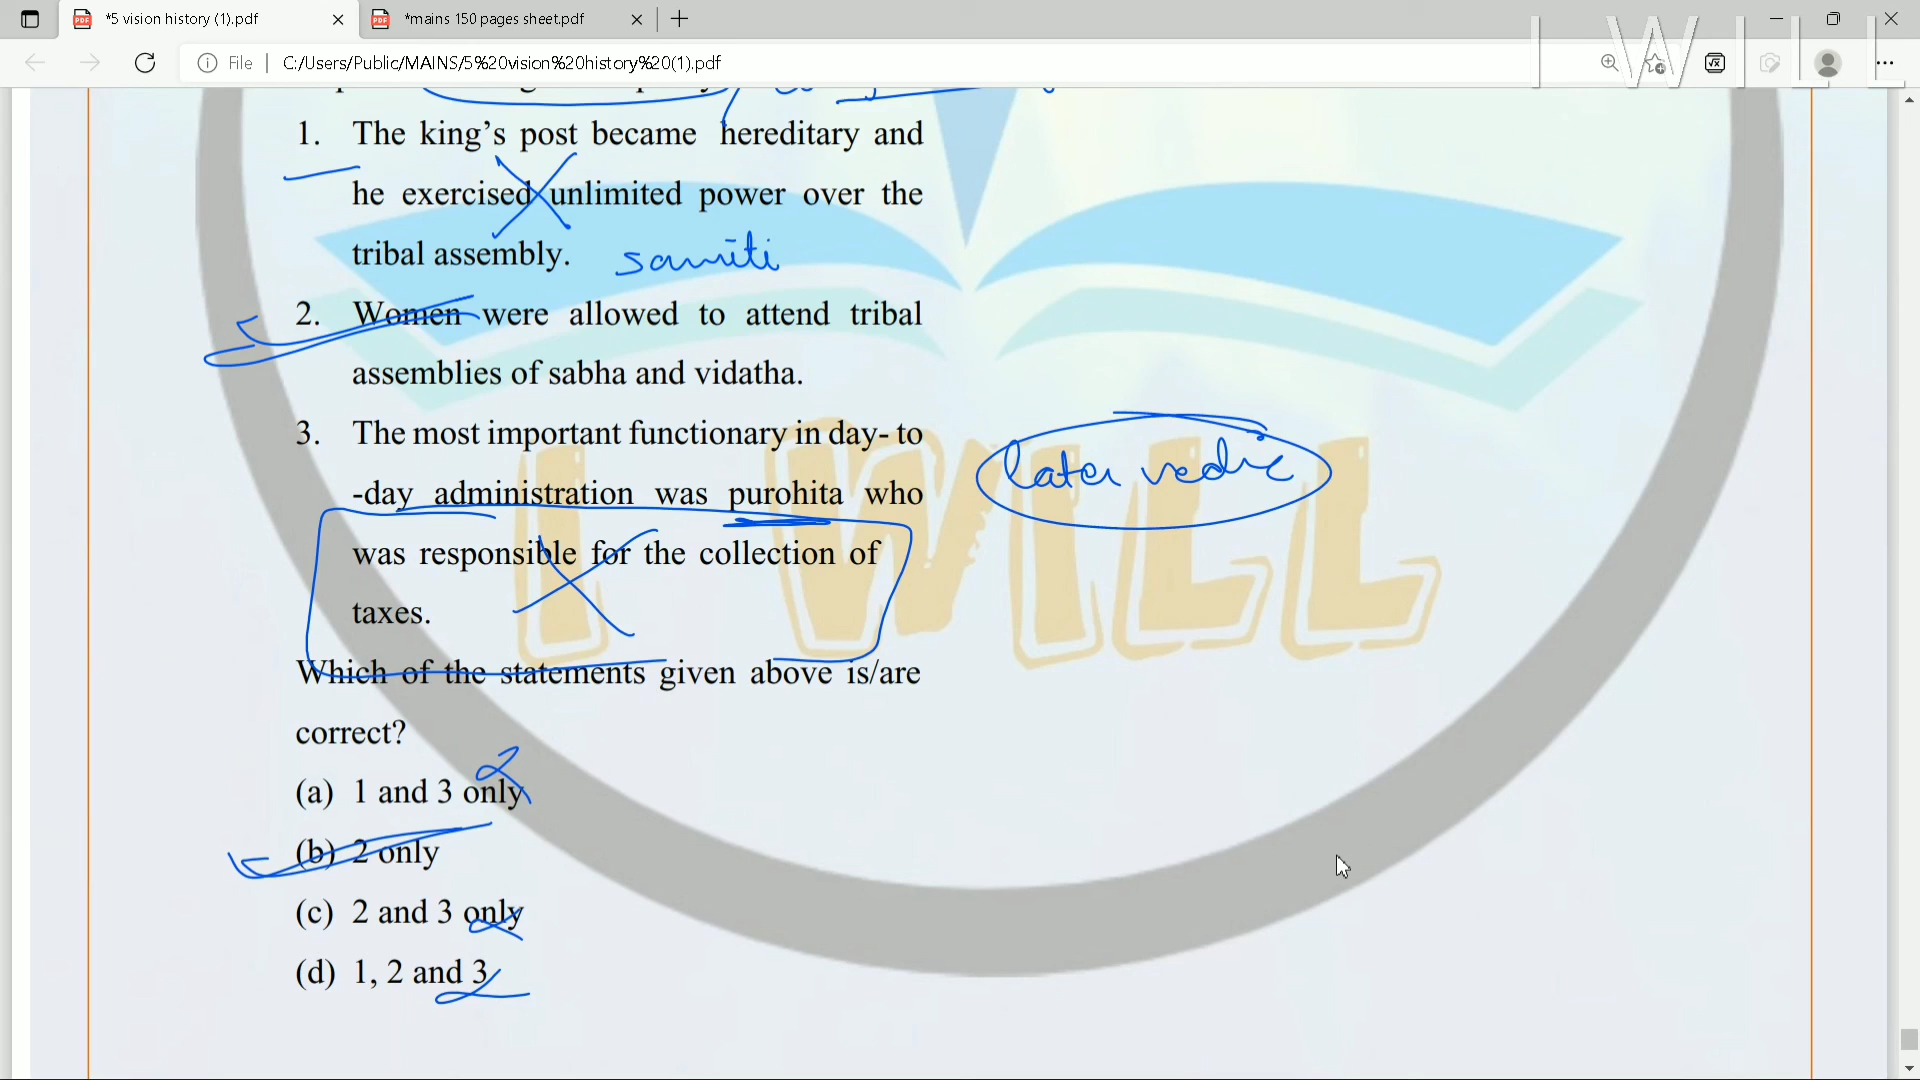 *5 vision history (1).pdf
*mains 150 pages sheet.pdf
File | C:/Users/Public/MAINS/5%20vision%20history%20(1).pdf
I WILL
1. The king's post became hereditary and
he exercised unlimited power over the
tribal assembly. samiti
2. Women were allowed to attend tribal
assemblies of sabha and vidatha.
3. The most important functionary in day- to
-day administration was purohita who
later vedic
was responsible for the collection of
taxes.
Which of the statements given above is/are
correct?
(a) 1 and 3 only
(b) 2 only
(c) 2 and 3 only
(d) 1, 2 and 3
I WILL